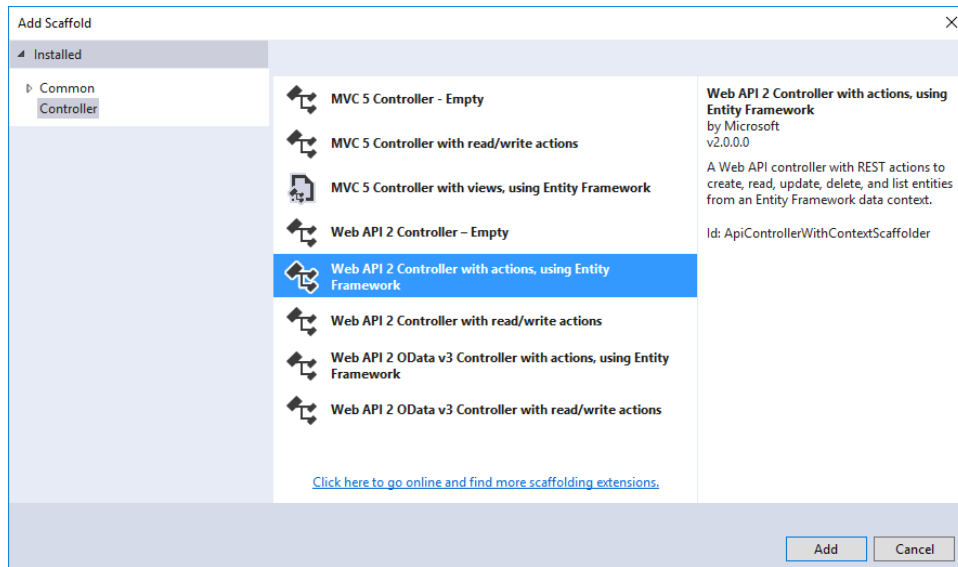 Add Scaffold
Installed
Common
Controller
MVC 5 Controller - Empty
MVC 5 Controller with read/write actions
MVC 5 Controller with views, using Entity Framework
Web API 2 Controller – Empty
Web API 2 Controller with actions, using Entity
Framework
Web API 2 Controller with read/write actions
Web API 2 OData v3 Controller with actions, using Entity
Framework
Web API 2 OData v3 Controller with read/write actions
Click here to go online and find more scaffolding extensions.
Web API 2 Controller with actions, using
Entity Framework
by Microsoft
v2.0.0.0
A Web API controller with REST actions to
create, read, update, delete, and list entities
from an Entity Framework data context.
Id: ApiControllerWithContextScaffolder
Add
Cancel